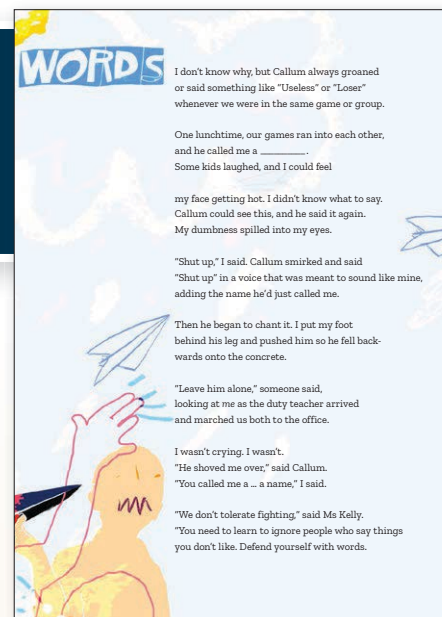 WORDS
I don't know why, but Callum always groaned
or said something like "Useless" or "Loser"
whenever we were in the same game or group.
One lunchtime, our games ran into each other,
and he called me a ________.
Some kids laughed, and I could feel
my face getting hot. I didn't know what to say.
Callum could see this, and he said it again.
My dumbness spilled into my eyes.
"Shut up," I said. Callum smirked and said
"Shut up" in a voice that was meant to sound like mine,
adding the name he'd just called me.
Then he began to chant it. I put my foot
behind his leg and pushed him so he fell back-
wards onto the concrete.
"Leave him alone," someone said,
looking at me as the duty teacher arrived
and marched us both to the office.
I wasn't crying. I wasn't.
"He shoved me over," said Callum.
"You called me a … a name," I said.
"We don't tolerate fighting," said Ms Kelly.
"You need to learn to ignore people who say things
you don't like. Defend yourself with words.